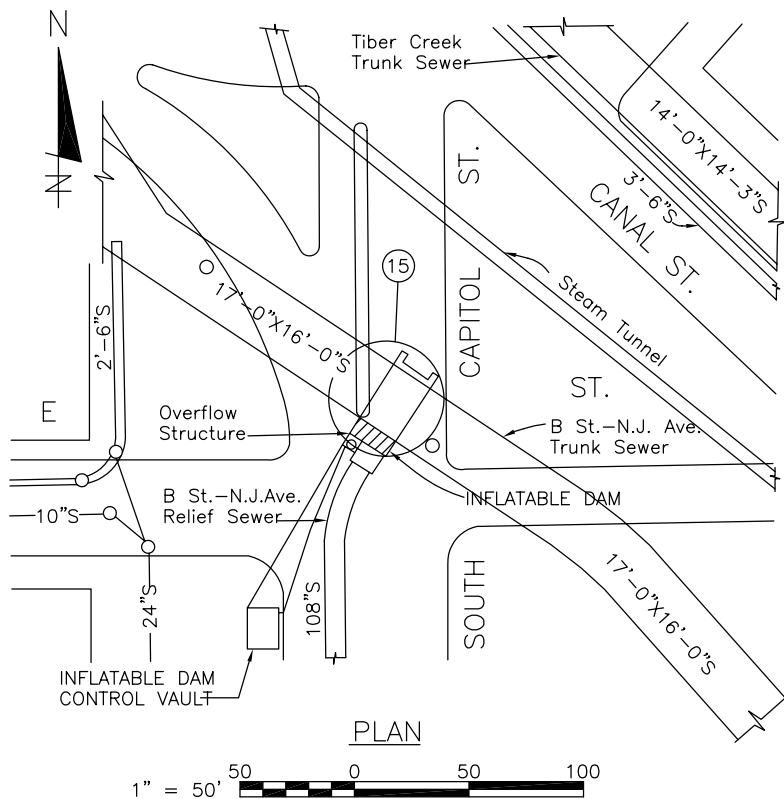 N
N
Tiber Creek
Trunk Sewer
14'-0"X14'-3"S
3'-6"S
CANAL ST.
ST.
CAPITOL
15
17'-0"X16'-0"S
Steam Tunnel
2'-6"S
E
ST.
Overflow
Structure
B St.-N.J. Ave.
Trunk Sewer
B St.-N.J.Ave.
Relief Sewer
INFLATABLE DAM
10"S
24"S
108"S
SOUTH
17'-0"X16'-0"S
INFLATABLE DAM
CONTROL VAULT
PLAN
1" = 50'
50 0 50 100